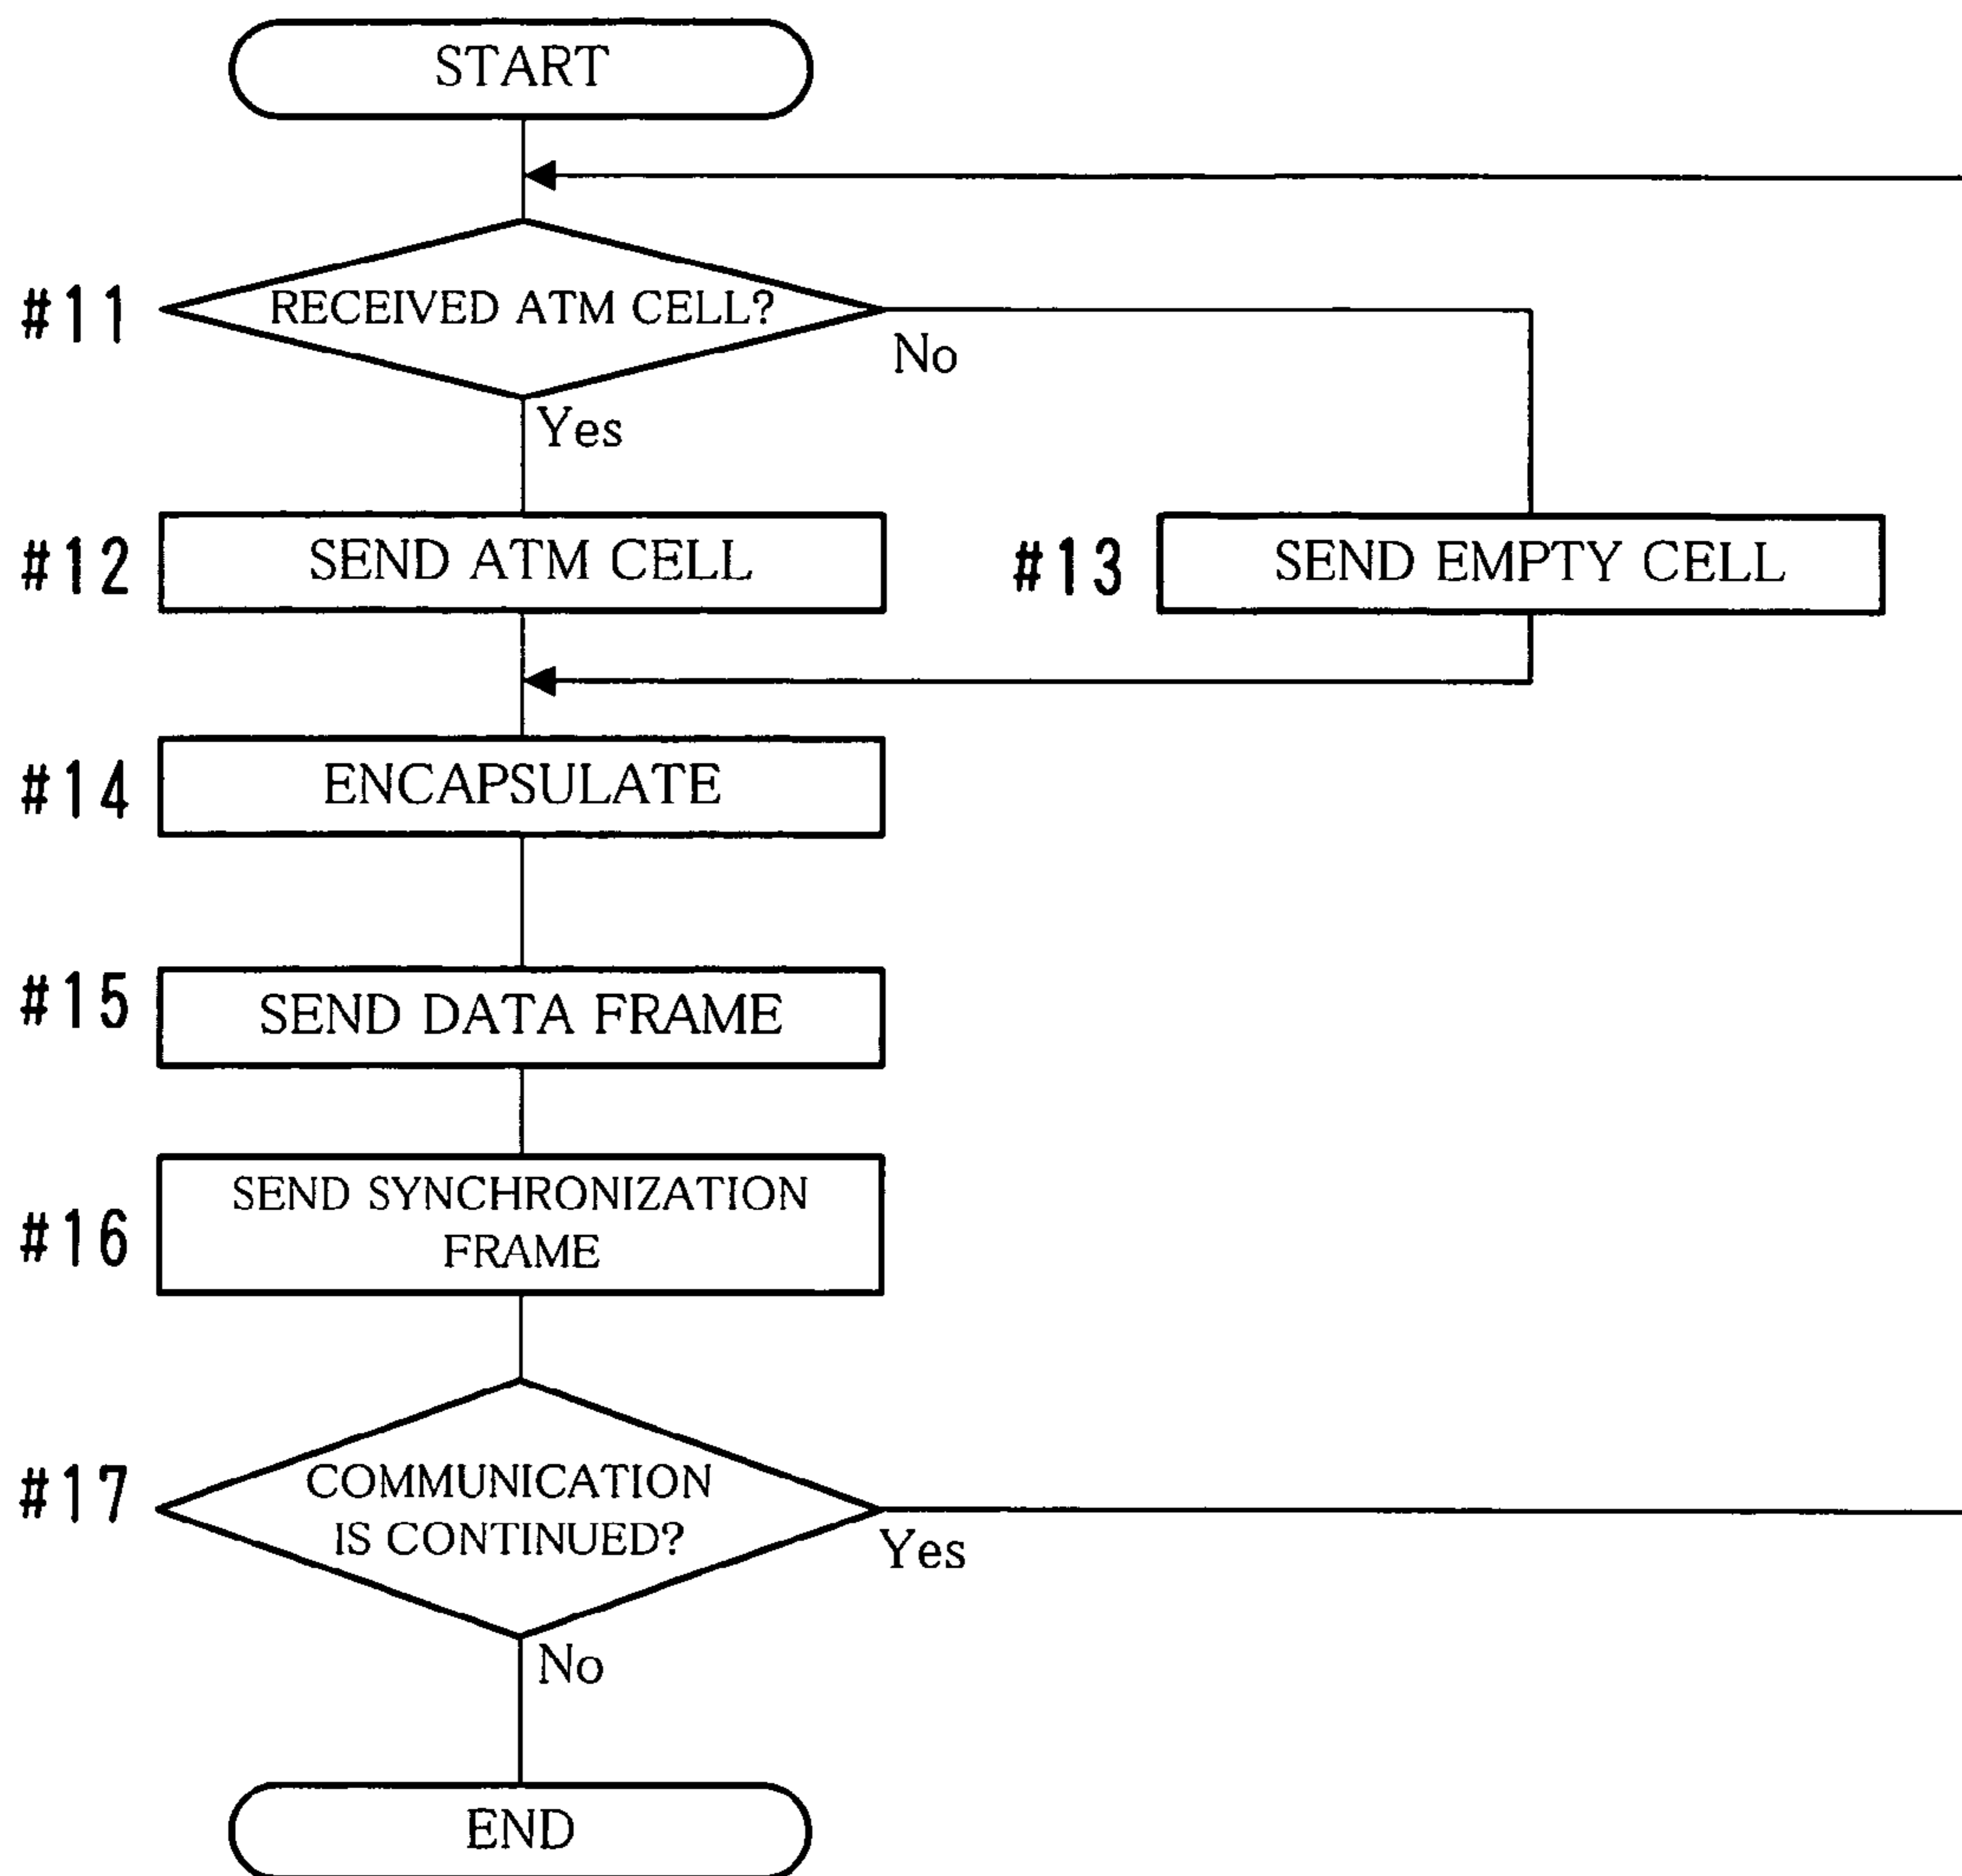 START
#11
RECEIVED ATM CELL?
No
Yes
#12
SEND ATM CELL
#13
SEND EMPTY CELL
#14
ENCAPSULATE
#15
SEND DATA FRAME
#16
SEND SYNCHRONIZATION
FRAME
#17
COMMUNICATION
IS CONTINUED?
Yes
No
END